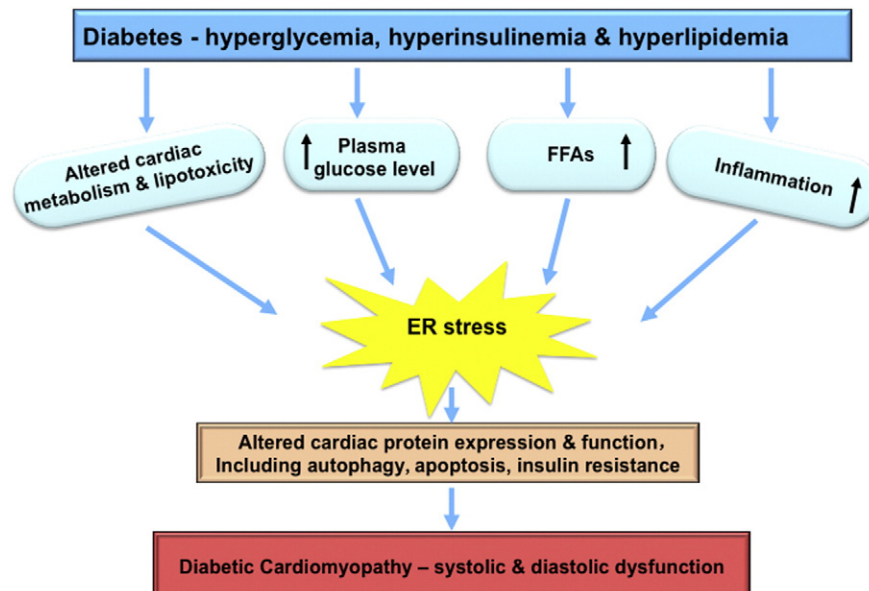 Diabetes - hyperglycemia, hyperinsulinemia & hyperlipidemia
Altered cardiac
metabolism & lipotoxicity
Plasma
glucose level
FFAs
Inflammation
ER stress
Altered cardiac protein expression & function,
Including autophagy, apoptosis, insulin resistance
Diabetic Cardiomyopathy – systolic & diastolic dysfunction